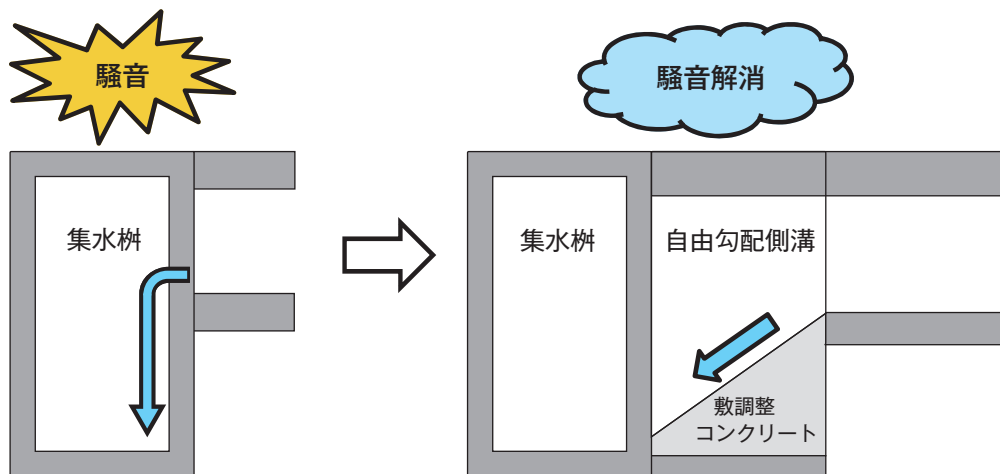 騒音
騒音解消
集水桝
集水桝
自由勾配側溝
敷調整
コンクリート